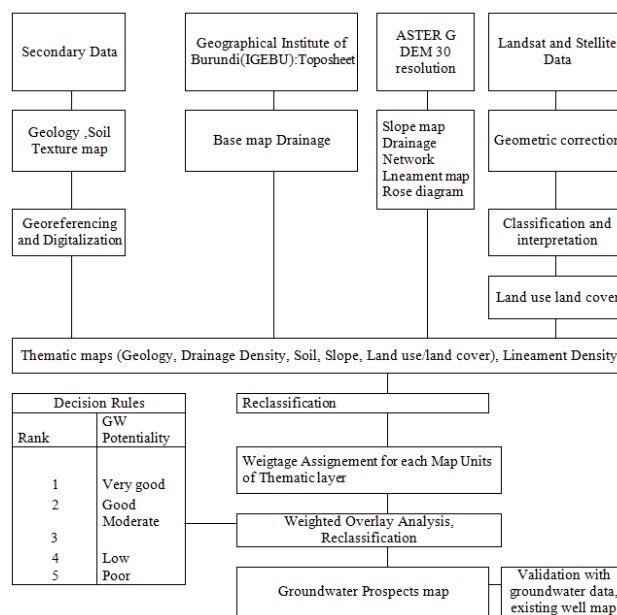 Secondary Data
Geographical Institute of
Burundi(IGEBU):Toposheet
ASTER G
DEM 30
resolution
Landsat and Stellite
Data
Geology ,Soil
Texture map
Base map Drainage
Slope map
Drainage
Network
Lneament map
Rose diagram
Geometric correction
Georeferencing
and Digitalization
Classification and
interpretation
Land use land cover
Thematic maps (Geology, Drainage Density, Soil, Slope, Land use/land cover), Lineament Density
Decision Rules
Rank
GW
Potentiality
1 Very good
2 Good
Moderate
3
4 Low
5 Poor
Reclassification
Weigtage Assignement for each Map Units
of Thematic layer
Weighted Overlay Analysis,
Reclassification
Groundwater Prospects map
Validation with
groundwater data,
existing well map